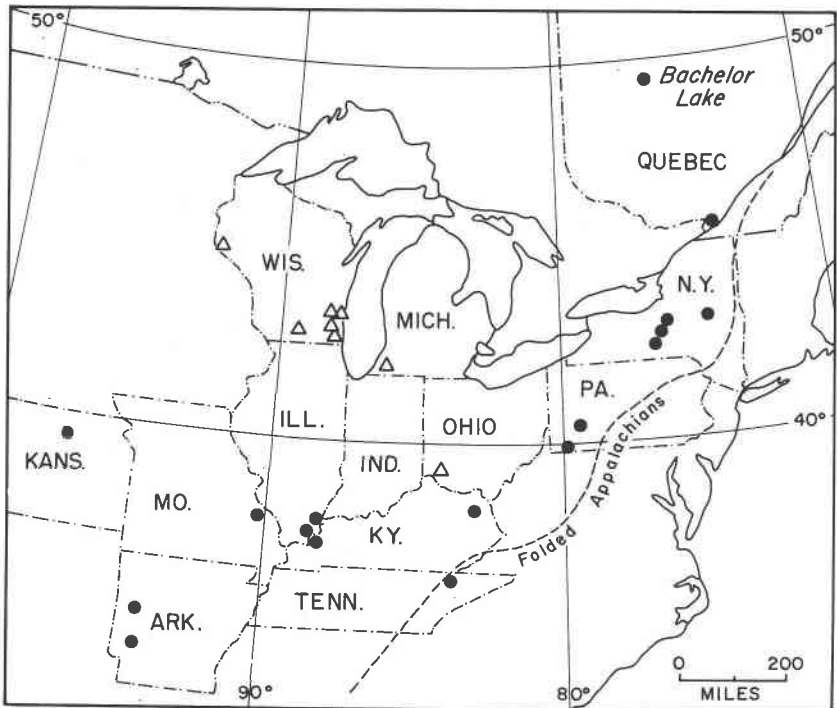 50°
50°
Bachelor
Lake
QUEBEC
WIS.
N.Y.
MICH.
PA.
ILL.
OHIO
40°
KANS.
IND.
Appalachians
MO.
KY.
Folded
ARK.
TENN.
0 200
MILES
90°
80°